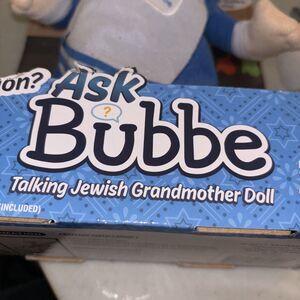 on?
Ask
?
Bubbe
Talking Jewish Grandmother Doll
INCLUDED)